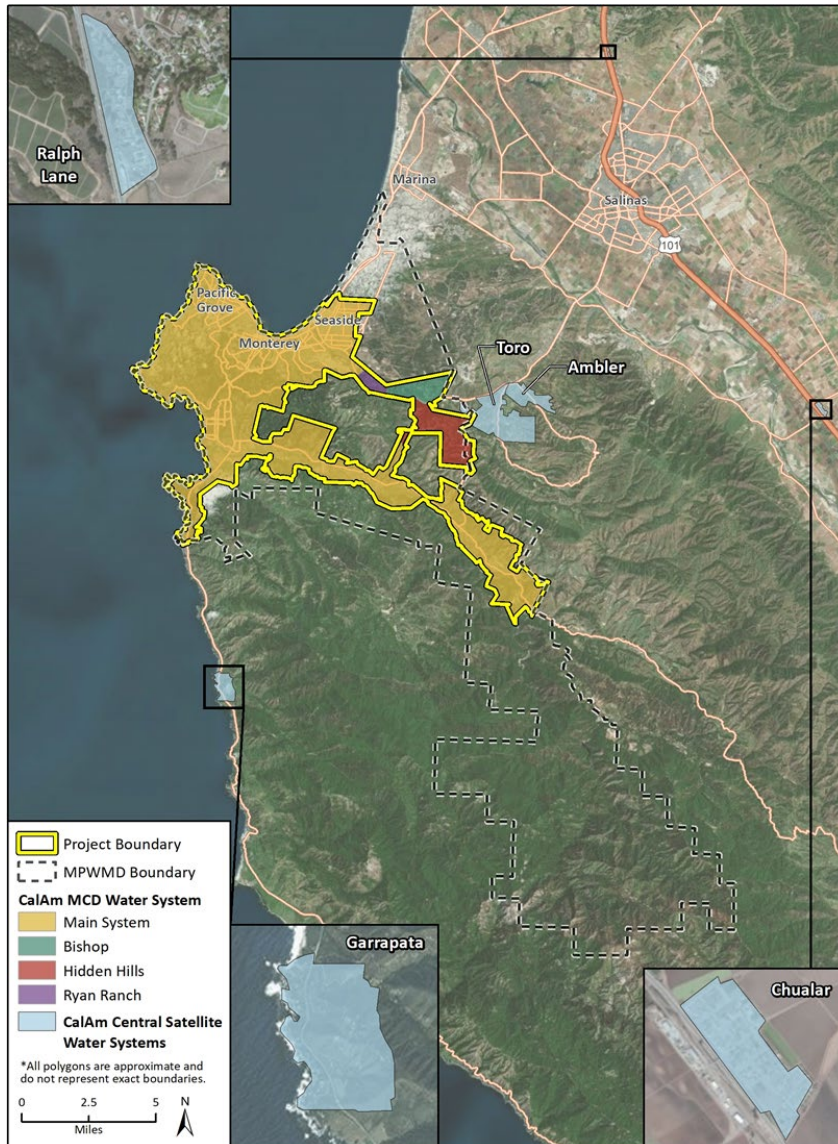 Ralph
Lane
Marina
Salinas
101
Pacific
Grove
Seaside
Monterey
Toro
Ambler
Project Boundary
MPWMD Boundary
CalAm MCD Water System
Main System
Bishop
Hidden Hills
Ryan Ranch
CalAm Central Satellite
Water Systems
*All polygons are approximate and
do not represent exact boundaries.
0 2.5 5
Miles
N
Garrapata
Chualar